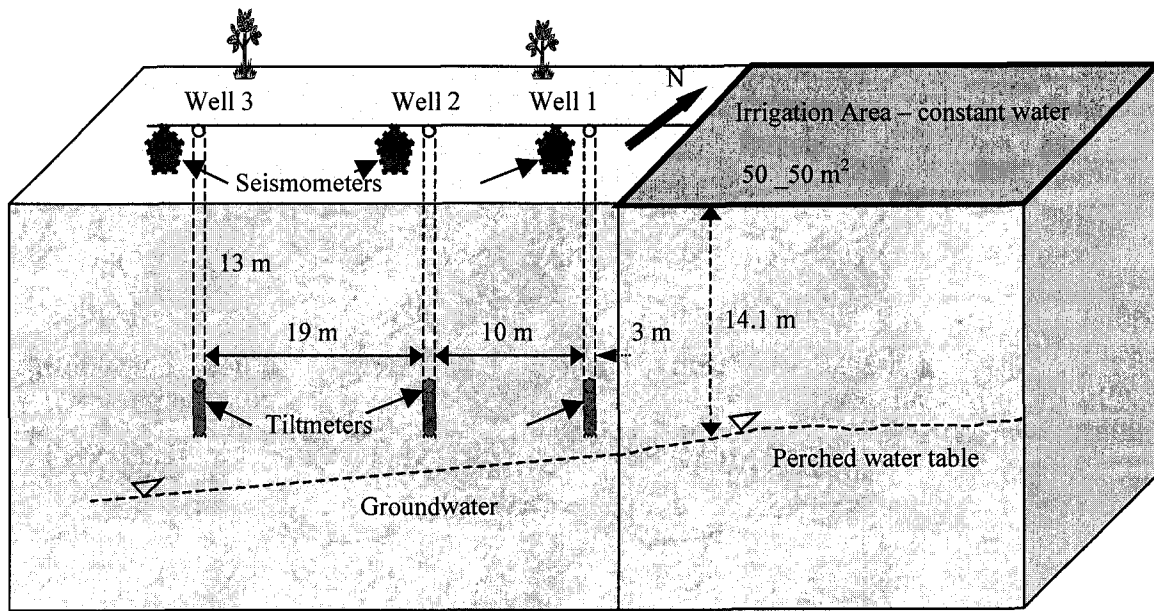 N
Well 3
Well 2
Well 1
Irrigation Area – constant water
50 _50 m²
Seismometers
13 m
14.1 m
19 m
10 m
3 m
Tiltmeters
Perched water table
Groundwater